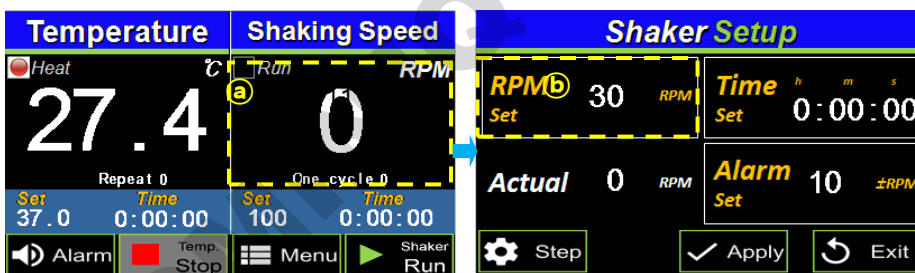 Temperature
Shaking Speed
Heat
℃
Run
RPM
ⓐ
27.4
0
Repeat 0
One cycle 0
Set
Time
Set
Time
37.0
0:00:00
100
0:00:00
Alarm
Temp.
Stop
Menu
Shaker
Run
Shaker Setup
RPM
ⓑ
Set
30
RPM
Time
Set
h m s
0:00:00
Actual
0
RPM
Alarm
Set
10
±RPM
Step
Apply
Exit